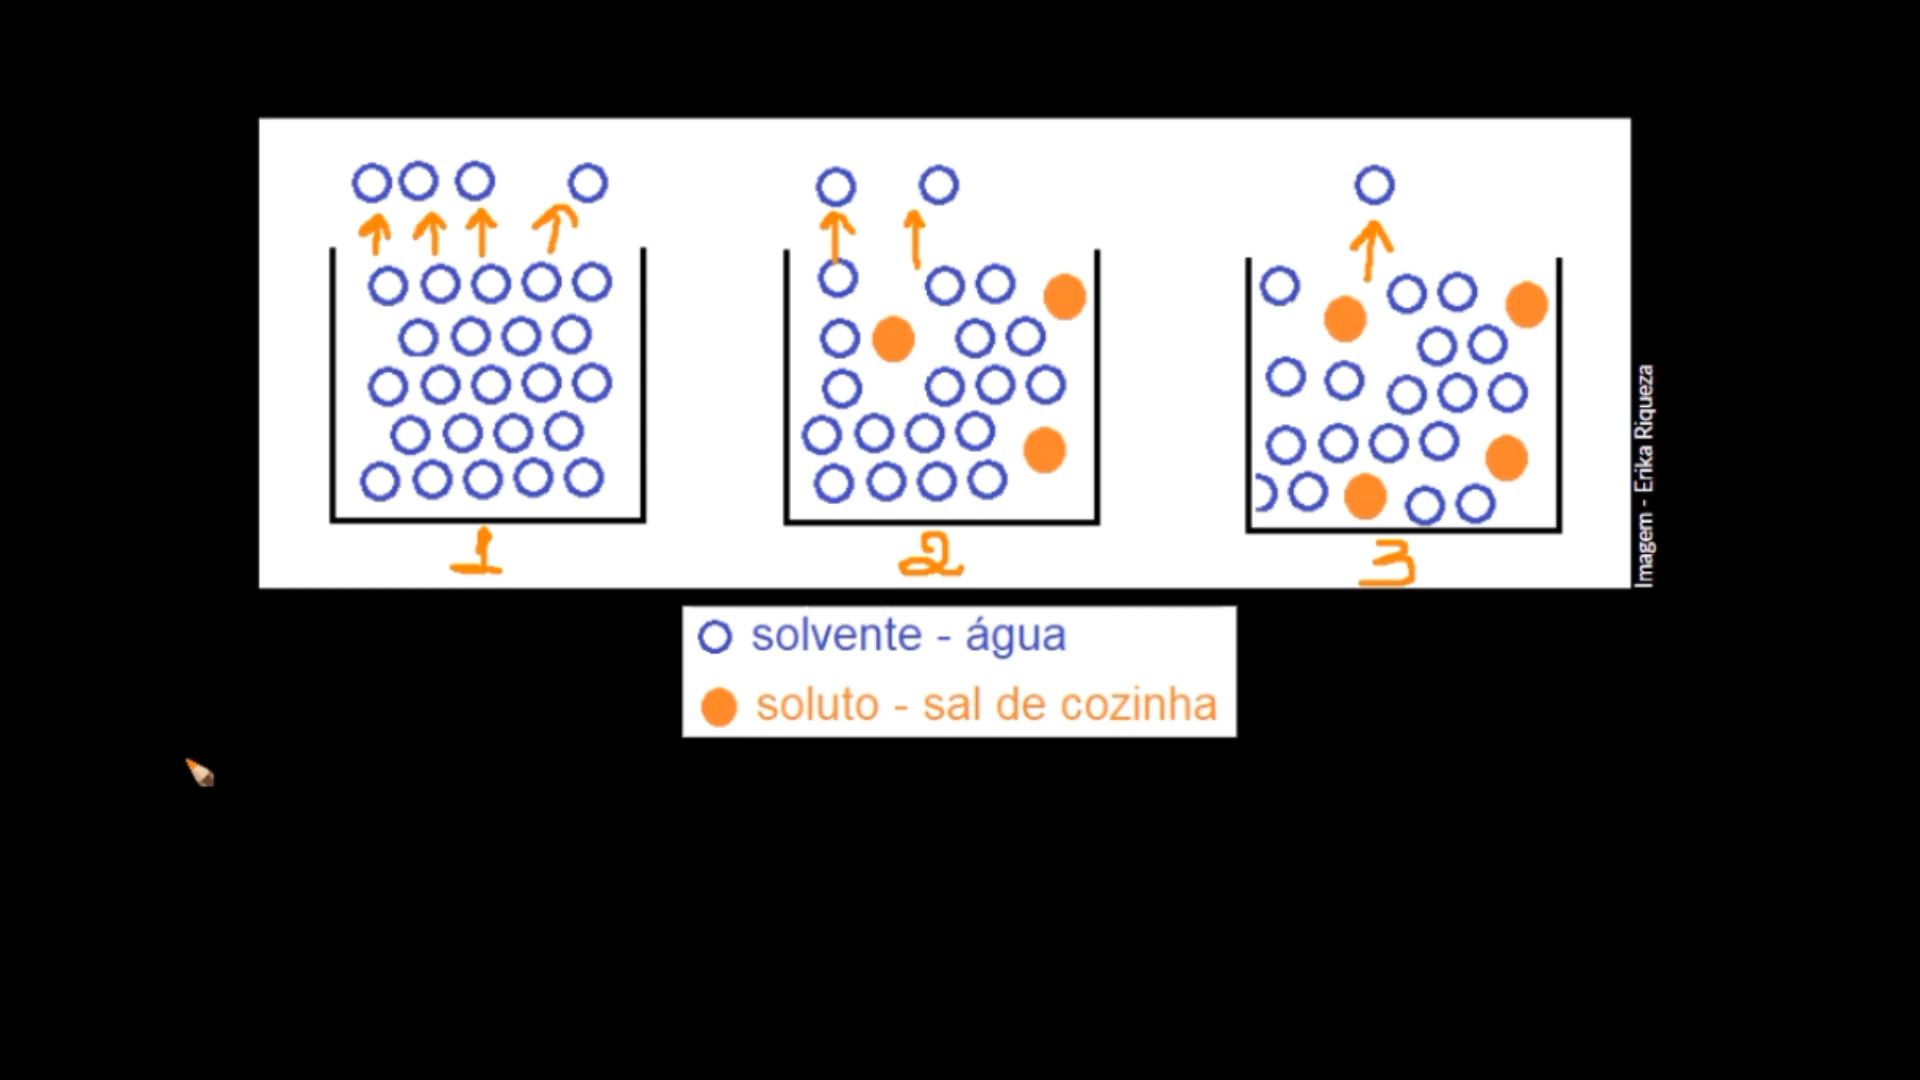 1
2
3
Imagem - Erika Riqueza
solvente - água
soluto - sal de cozinha